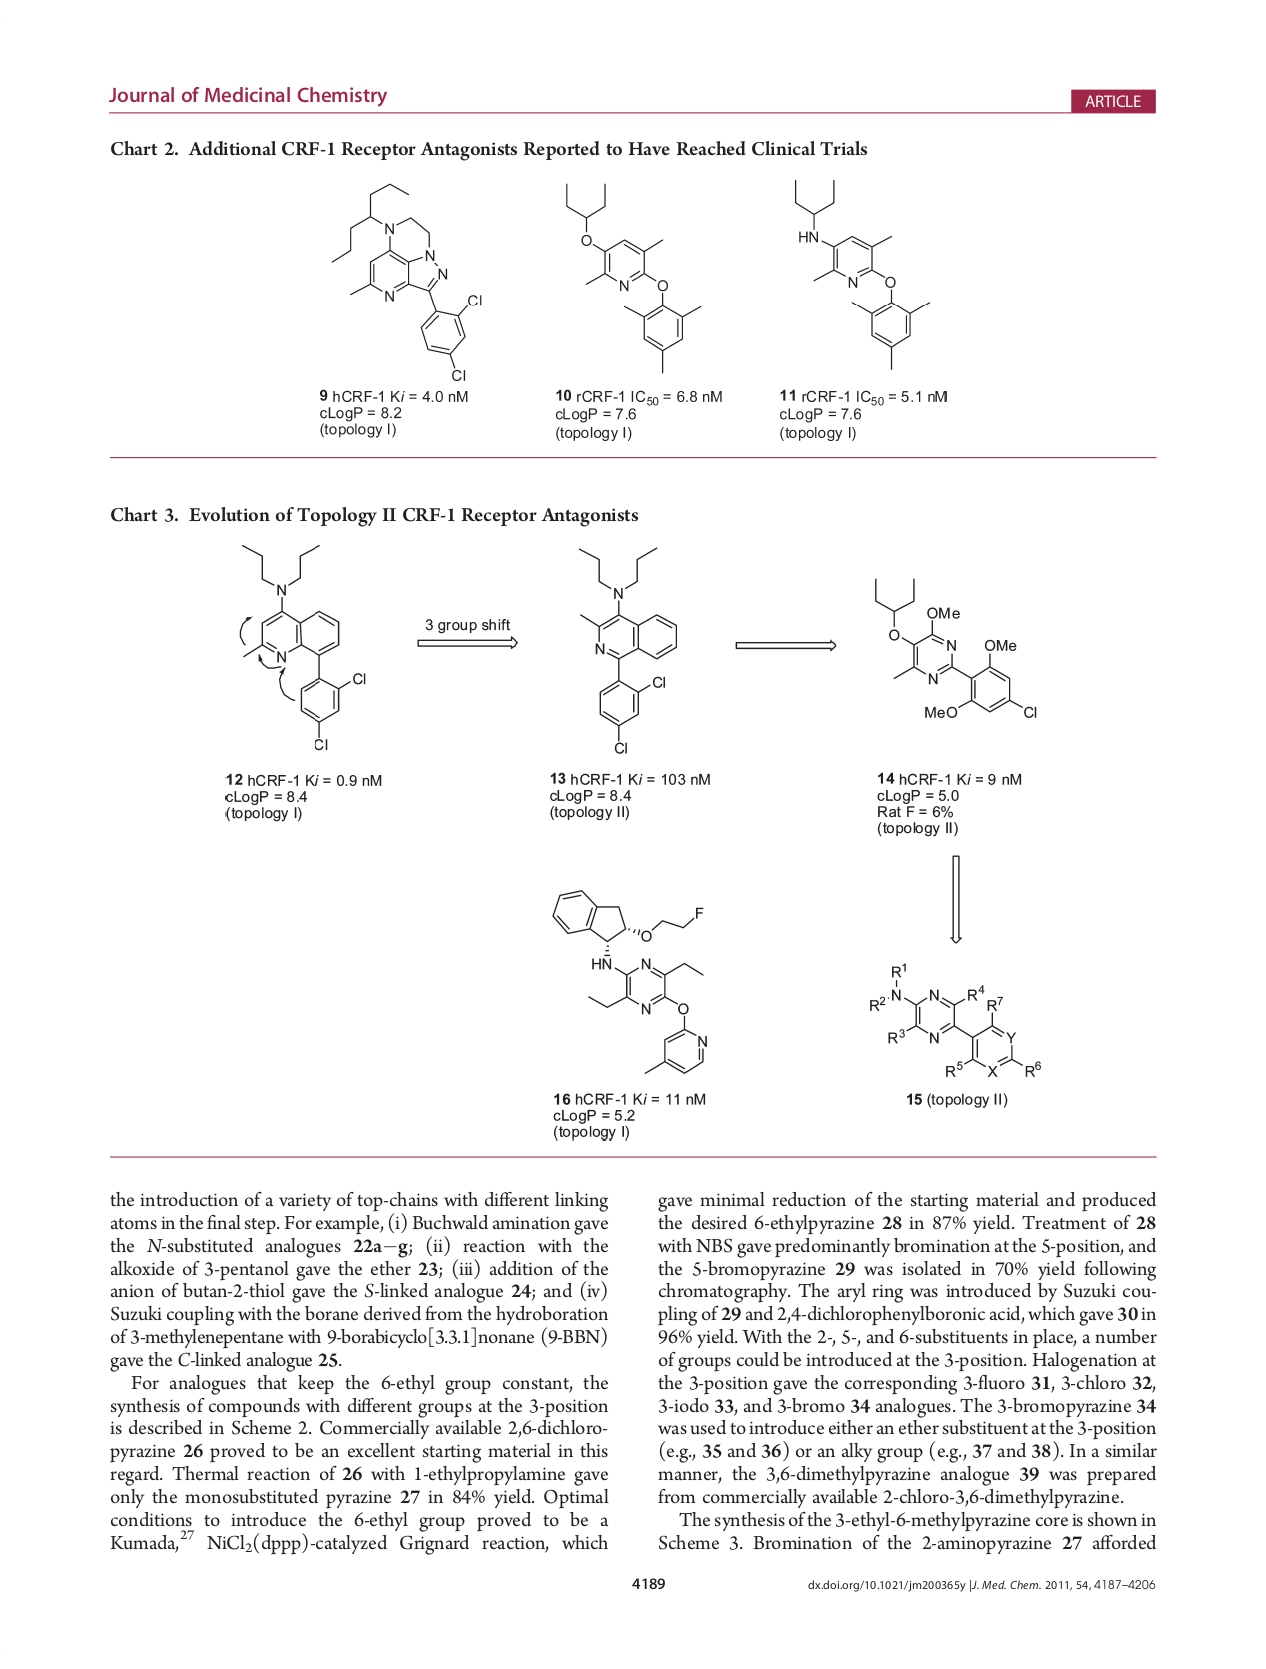 Journal of Medicinal Chemistry
ARTICLE
Chart 2. Additional CRF-1 Receptor Antagonists Reported to Have Reached Clinical Trials
N
N
N
N
Cl
Cl
9 hCRF-1 Ki = 4.0 nM
cLogP = 8.2
(topology I)
O
N
O
10 rCRF-1 IC50 = 6.8 nM
cLogP = 7.6
(topology I)
HN
N
O
11 rCRF-1 IC50 = 5.1 nM
cLogP = 7.6
(topology I)
Chart 3. Evolution of Topology II CRF-1 Receptor Antagonists
N
N
Cl
Cl
12 hCRF-1 Ki = 0.9 nM
cLogP = 8.4
(topology I)
3 group shift
N
N
Cl
Cl
13 hCRF-1 Ki = 103 nM
cLogP = 8.4
(topology II)
OMe
O
N
OMe
N
MeO
Cl
14 hCRF-1 Ki = 9 nM
cLogP = 5.0
Rat F = 6%
(topology II)
F
O
HN
N
N
O
N
16 hCRF-1 Ki = 11 nM
cLogP = 5.2
(topology I)
R1
N
R2
N
R4
R7
R3
N
Y
R5
X
R6
15 (topology II)
the introduction of a variety of top-chains with different linking
atoms in the final step. For example, (i) Buchwald amination gave
the N-substituted analogues 22a−g; (ii) reaction with the
alkoxide of 3-pentanol gave the ether 23; (iii) addition of the
anion of butan-2-thiol gave the S-linked analogue 24; and (iv)
Suzuki coupling with the borane derived from the hydroboration
of 3-methylenepentane with 9-borabicyclo[3.3.1]nonane (9-BBN)
gave the C-linked analogue 25.
For analogues that keep the 6-ethyl group constant, the
synthesis of compounds with different groups at the 3-position
is described in Scheme 2. Commercially available 2,6-dichloro-
pyrazine 26 proved to be an excellent starting material in this
regard. Thermal reaction of 26 with 1-ethylpropylamine gave
only the monosubstituted pyrazine 27 in 84% yield. Optimal
conditions to introduce the 6-ethyl group proved to be a
Kumada,27 NiCl2(dppp)-catalyzed Grignard reaction, which
gave minimal reduction of the starting material and produced
the desired 6-ethylpyrazine 28 in 87% yield. Treatment of 28
with NBS gave predominantly bromination at the 5-position, and
the 5-bromopyrazine 29 was isolated in 70% yield following
chromatography. The aryl ring was introduced by Suzuki cou-
pling of 29 and 2,4-dichlorophenylboronic acid, which gave 30 in
96% yield. With the 2-, 5-, and 6-substituents in place, a number
of groups could be introduced at the 3-position. Halogenation at
the 3-position gave the corresponding 3-fluoro 31, 3-chloro 32,
3-iodo 33, and 3-bromo 34 analogues. The 3-bromopyrazine 34
was used to introduce either an ether substituent at the 3-position
(e.g., 35 and 36) or an alky group (e.g., 37 and 38). In a similar
manner, the 3,6-dimethylpyrazine analogue 39 was prepared
from commercially available 2-chloro-3,6-dimethylpyrazine.
The synthesis of the 3-ethyl-6-methylpyrazine core is shown in
Scheme 3. Bromination of the 2-aminopyrazine 27 afforded
4189
dx.doi.org/10.1021/jm200365y |J. Med. Chem. 2011, 54, 4187–4206